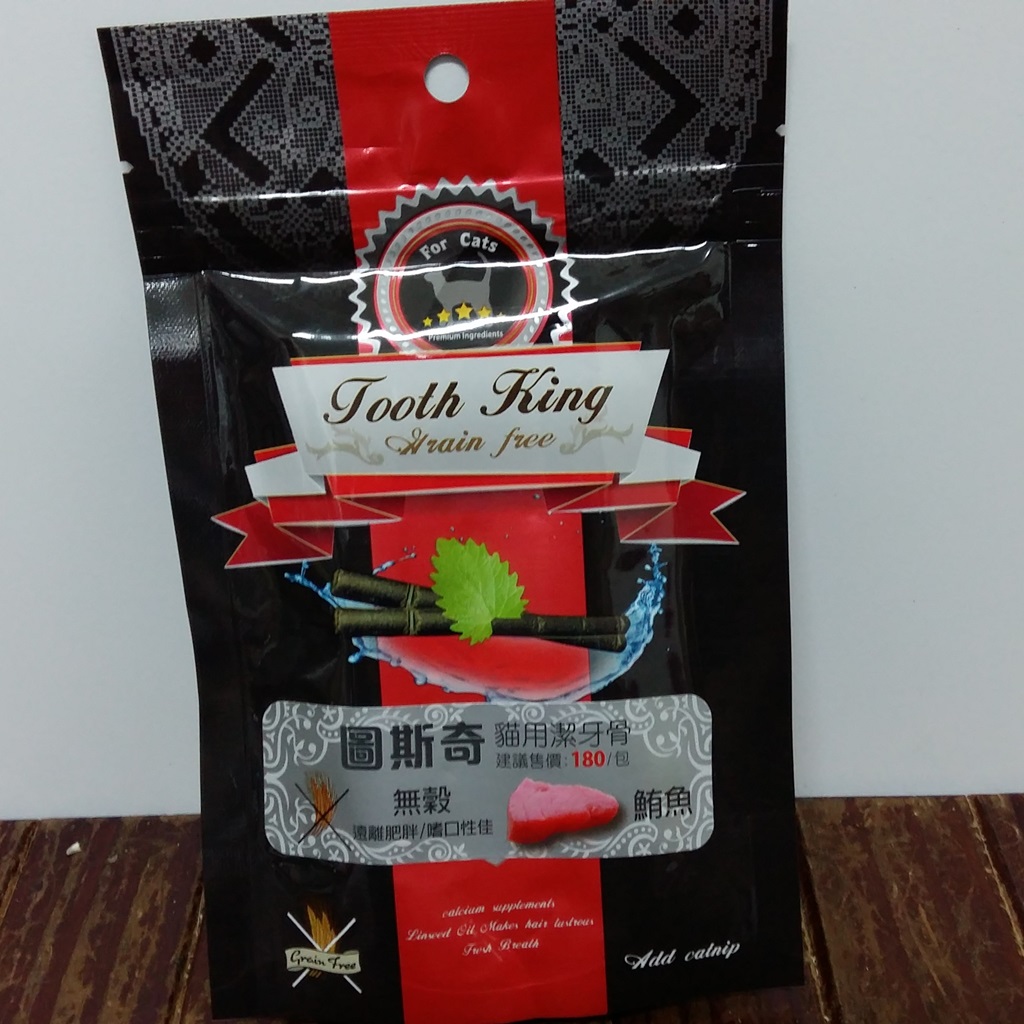 For Cats
Premium Ingredients
Tooth King
Grain free
圖斯奇 貓用潔牙骨
建議售價:180/包
無穀
遠離肥胖/嗜口性佳
鮪魚
calcium supplements
Linseed Oil, Makes hair lustrous
Fresh Breath
Grain Free
Add catnip